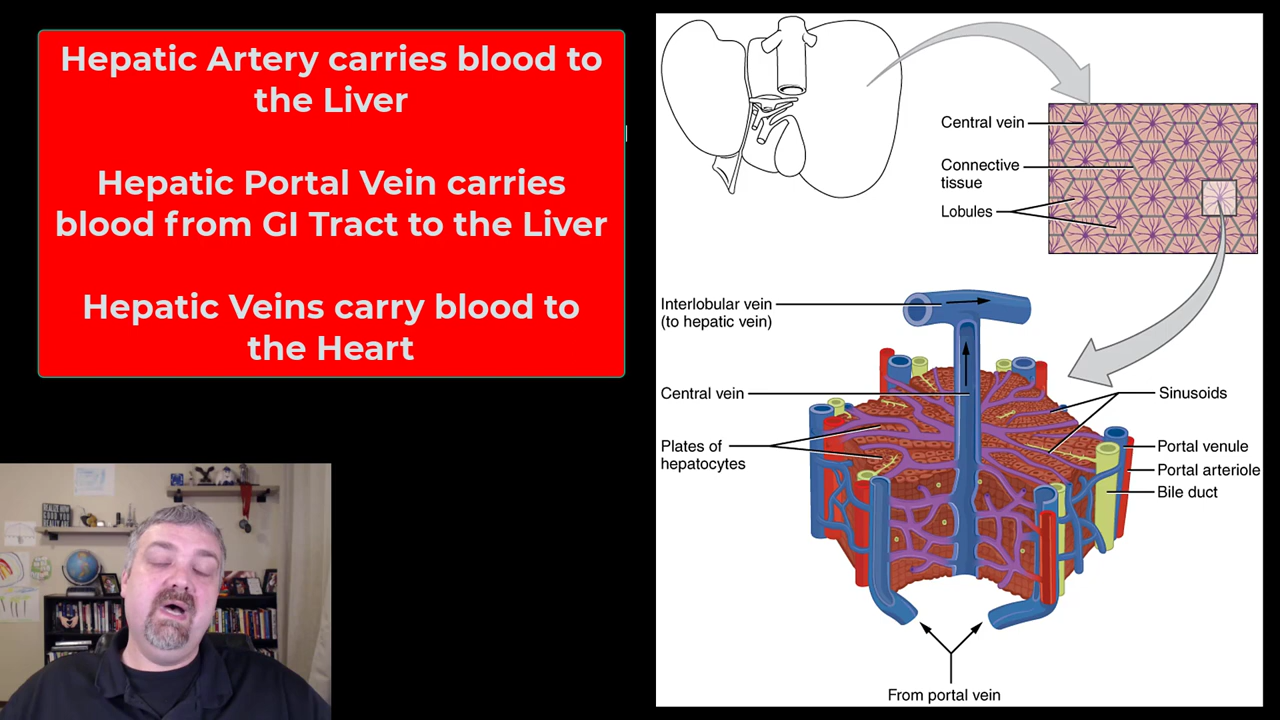 Hepatic Artery carries blood to
the Liver
Hepatic Portal Vein carries
blood from GI Tract to the Liver
Hepatic Veins carry blood to
the Heart
Central vein
Connective
tissue
Lobules
Interlobular vein
(to hepatic vein)
Central vein
Plates of
hepatocytes
Sinusoids
Portal venule
Portal arteriole
Bile duct
From portal vein